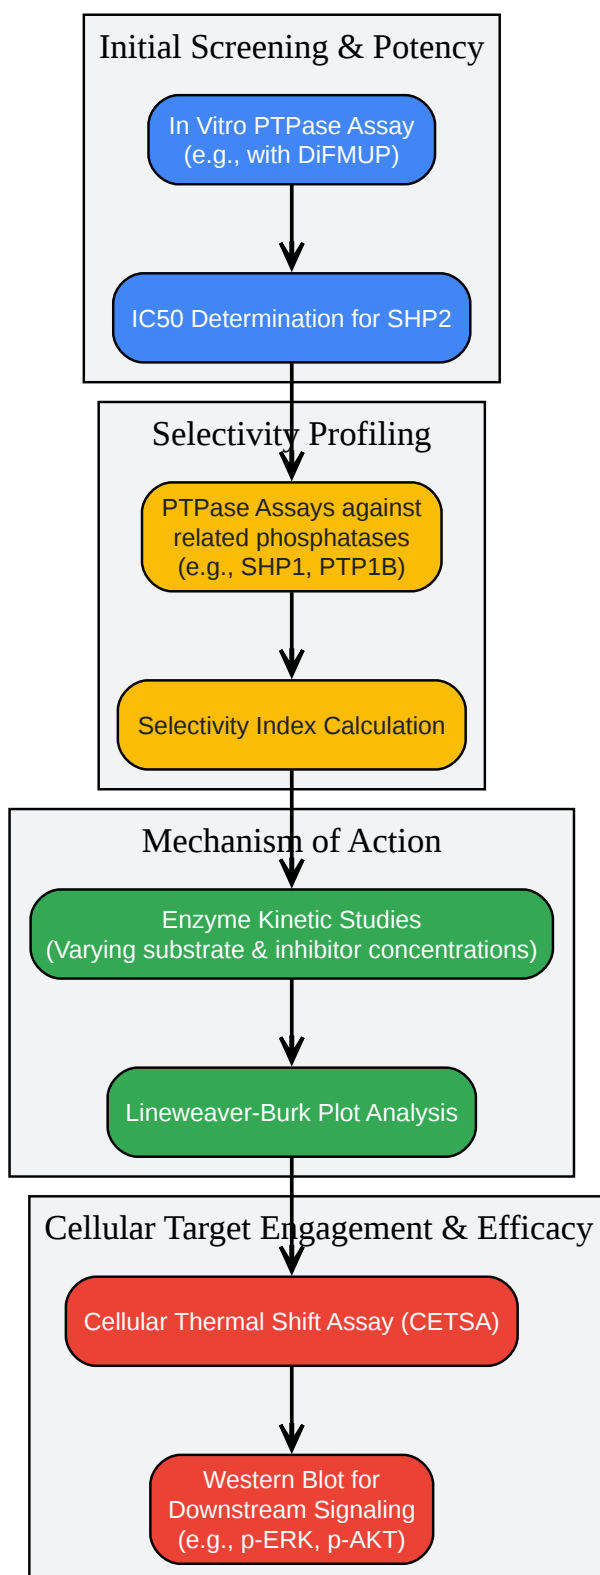 Initial Screening & Potency
In Vitro PTPase Assay
(e.g., with DiFMUP)
IC50 Determination for SHP2
Selectivity Profiling
PTPase Assays against
related phosphatases
(e.g., SHP1, PTP1B)
Selectivity Index Calculation
Mechanism of Action
Enzyme Kinetic Studies
(Varying substrate & inhibitor concentrations)
Lineweaver-Burk Plot Analysis
Cellular Target Engagement & Efficacy
Cellular Thermal Shift Assay (CETSA)
Western Blot for
Downstream Signaling
(e.g., p-ERK, p-AKT)